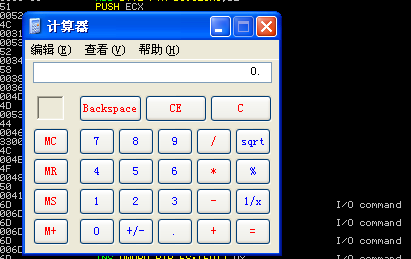 PUSH ECX
计算器
编辑(E) 查看(V) 帮助(H)
0.
Backspace CE C
MC 7 8 9 / sqrt
MR 4 5 6 * %
MS 1 2 3 - 1/x
M+ 0 +/- . + =
I/O command
I/O command
I/O command
I/O command